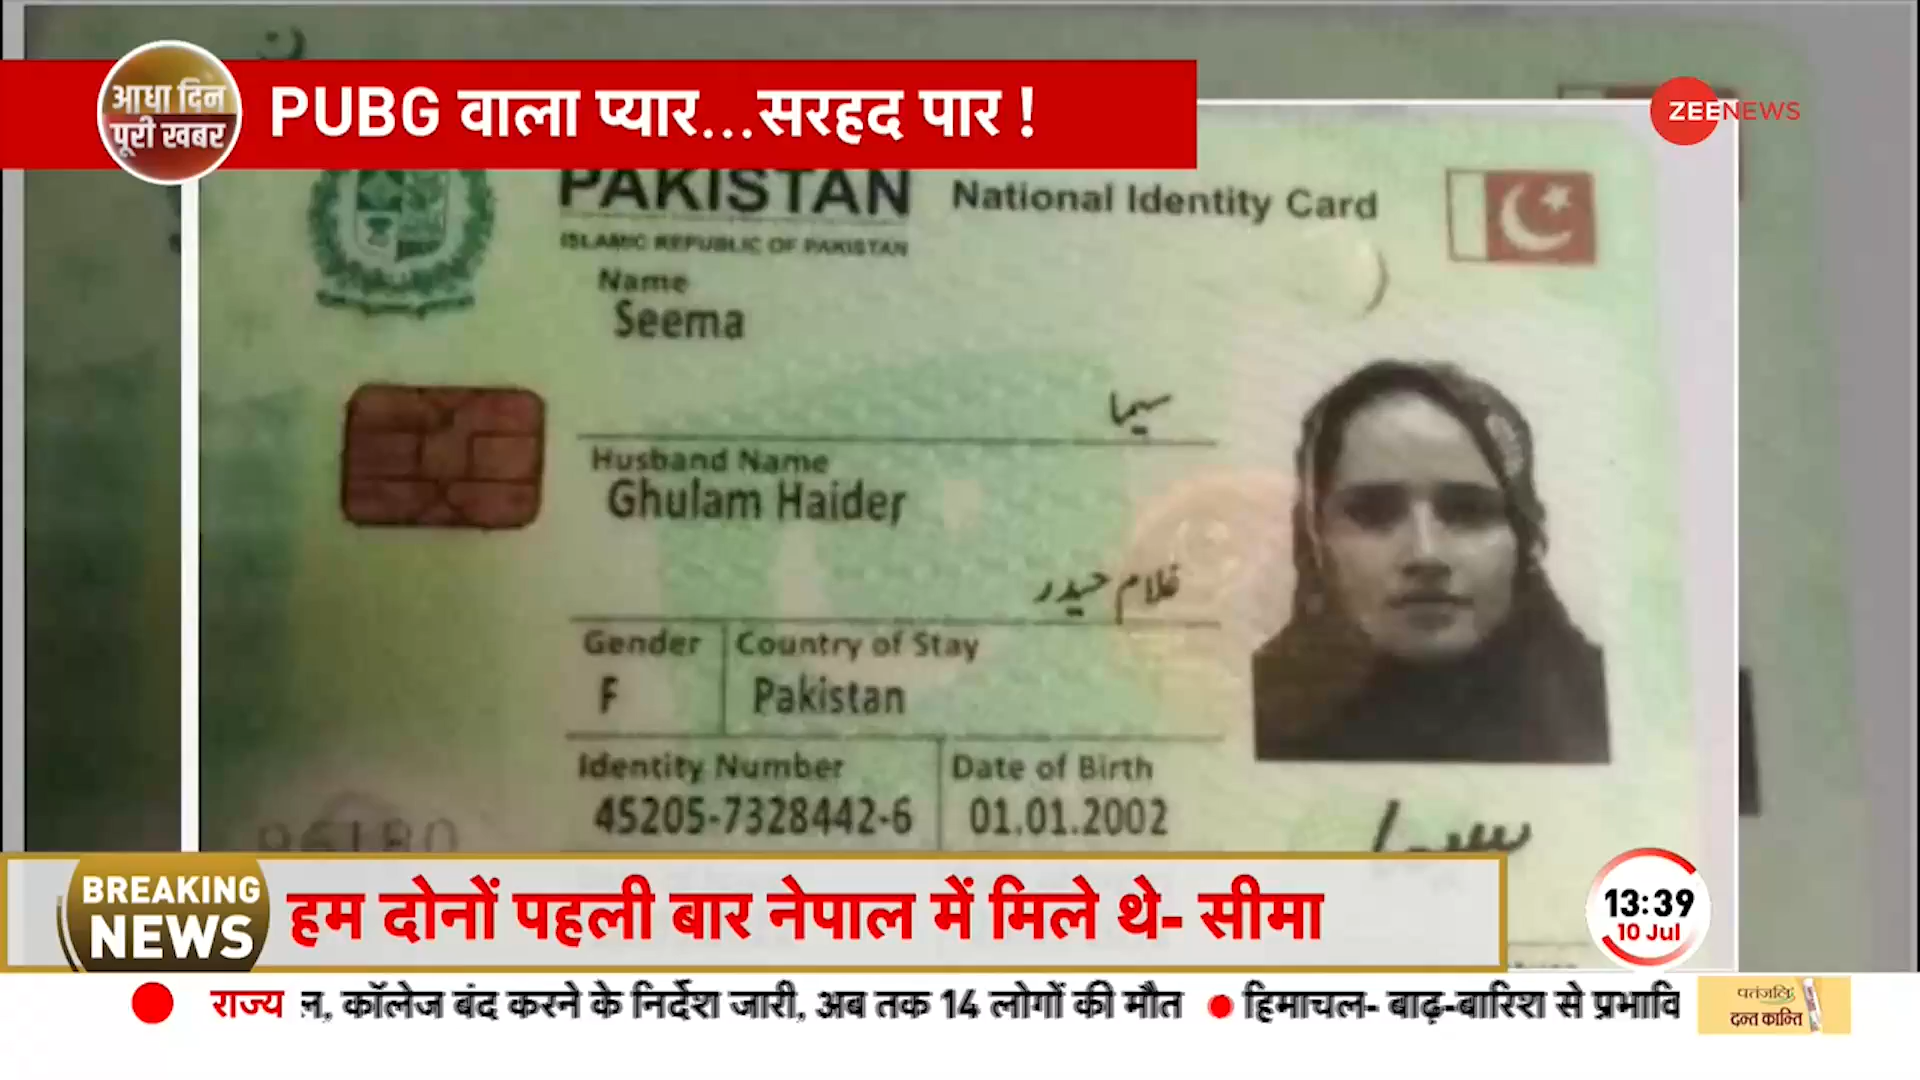 आधा दिन
पूरी खबर
PUBG वाला प्यार...सरहद पार !
ZEENEWS
PAKISTAN National Identity Card
ISLAMIC REPUBLIC OF PAKISTAN
Name
Seema
سیما
Husband Name
Ghulam Haider
غلام حیدر
Gender
Country of Stay
F
Pakistan
Identity Number
Date of Birth
45205-7328442-6
01.01.2002
BREAKING
NEWS
हम दोनों पहली बार नेपाल में मिले थे- सीमा
13:39
10 Jul
राज्य
न, कॉलेज बंद करने के निर्देश जारी, अब तक 14 लोगों की मौत
हिमाचल- बाढ़-बारिश से प्रभावि
पतंजलि
दन्त कान्ति